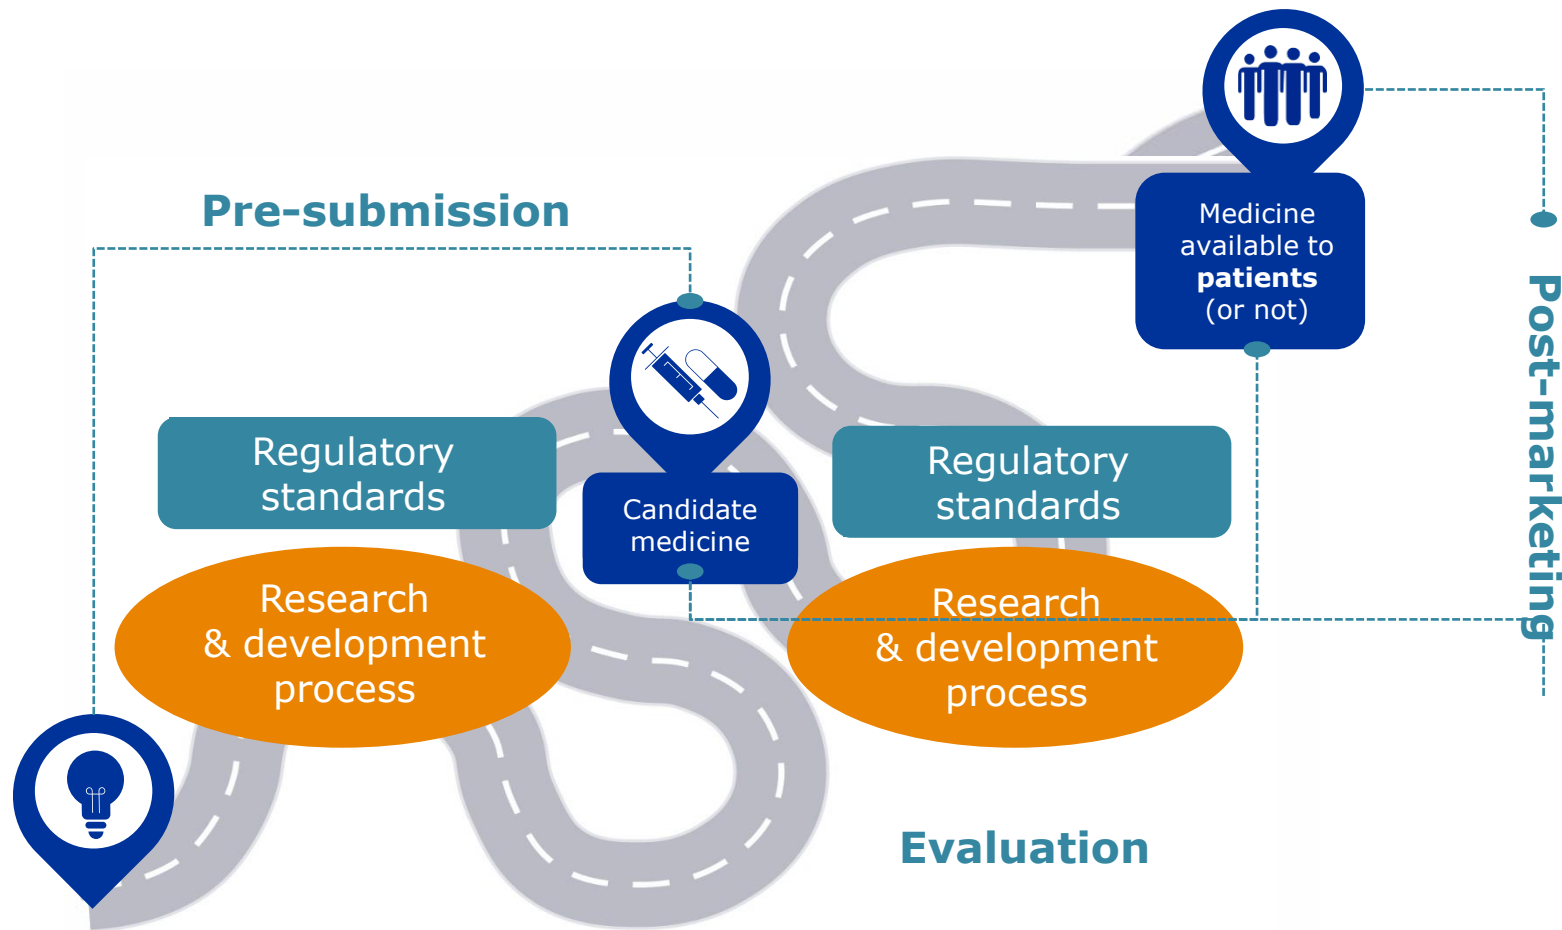 Pre-submission
Regulatory
standards
Research
& development
process
Candidate
medicine
Regulatory
standards
Research
& development
process
Evaluation
Medicine
available to
patients
(or not)
Post-marketing